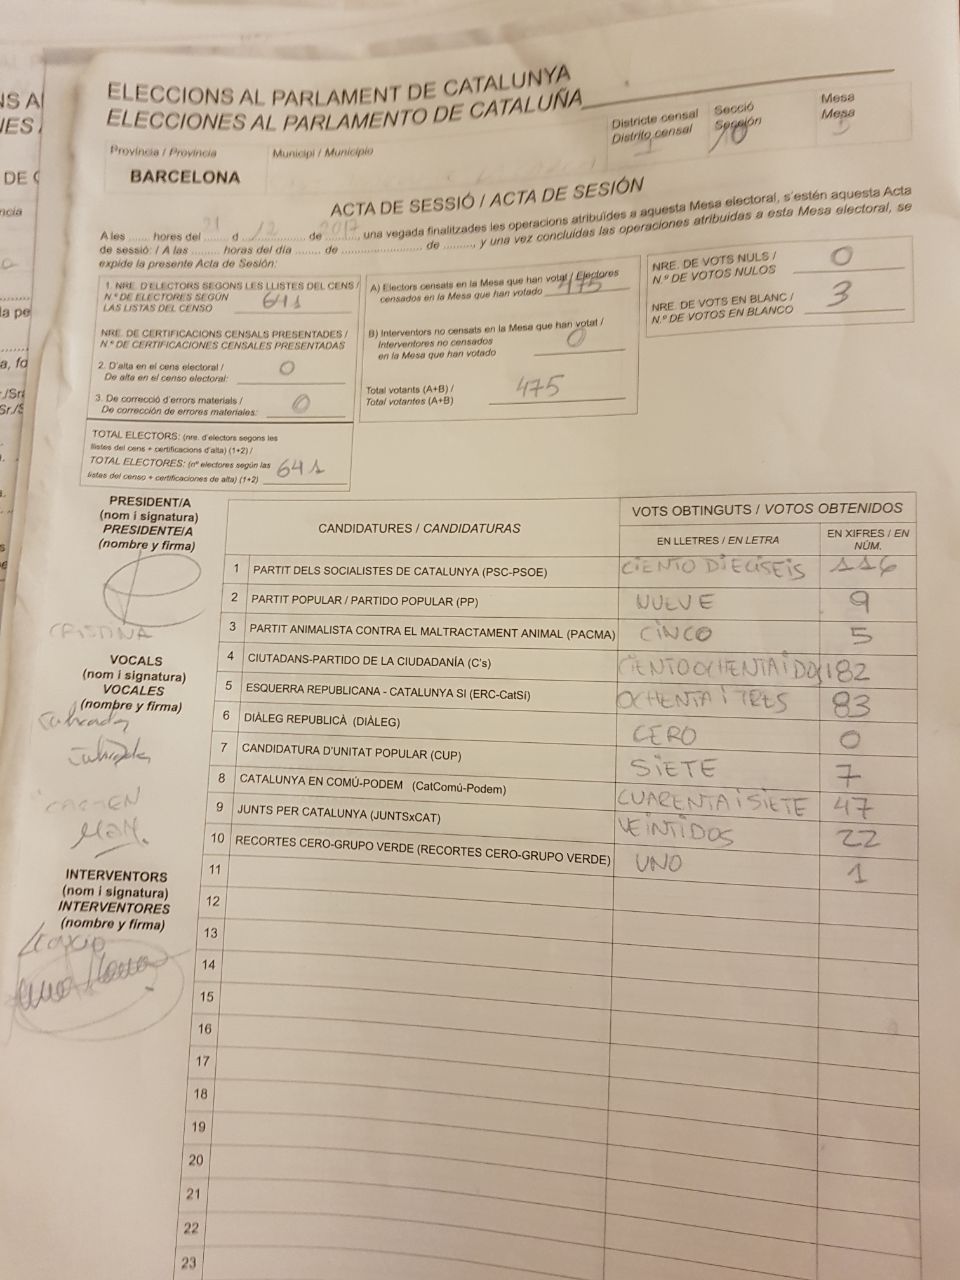 ELECCIONS AL PARLAMENT DE CATALUNYA
ELECCIONES AL PARLAMENTO DE CATALUÑA
Districte censal
Distrito censal
1
Secció
Sección
10
Mesa
Mesa
Província / Provincia
BARCELONA
Municipi / Municipio
ACTA DE SESSIÓ / ACTA DE SESIÓN
A les ...... hores del 21 d 12 de 2017, una vegada finalitzades les operacions atribuïdes a aquesta Mesa electoral, s'estén aquesta Acta
de sessió: / A las ........ horas del día ....... de ..................... de ........., y una vez concluidas las operaciones atribuidas a esta Mesa electoral, se
expide la presente Acta de Sesión:
1. NRE. D'ELECTORS SEGONS LES LLISTES DEL CENS /
N.º DE ELECTORES SEGÚN
LAS LISTAS DEL CENSO 641
NRE. DE CERTIFICACIONS CENSALS PRESENTADES /
N.º DE CERTIFICACIONES CENSALES PRESENTADAS
2. D'alta en el cens electoral /
De alta en el censo electoral: 0
3. De correcció d'errors materials /
De corrección de errores materiales: 0
TOTAL ELECTORS: (nre. d'electors segons les
llistes del cens + certificacions d'alta) (1+2) /
TOTAL ELECTORES: (nº electores según las
listas del censo + certificaciones de alta) (1+2) 641
A) Electors censats en la Mesa que han votat / Electores
censados en la Mesa que han votado 475
B) Interventors no censats en la Mesa que han votat /
Interventores no censados
en la Mesa que han votado 0
Total votants (A+B) /
Total votantes (A+B) 475
NRE. DE VOTS NULS /
N.º DE VOTOS NULOS 0
NRE. DE VOTS EN BLANC /
N.º DE VOTOS EN BLANCO 3
PRESIDENT/A
(nom i signatura)
PRESIDENTE/A
(nombre y firma)
CRISTINA
VOCALS
(nom i signatura)
VOCALES
(nombre y firma)
CARMEN
INTERVENTORS
(nom i signatura)
INTERVENTORES
(nombre y firma)
CANDIDATURES / CANDIDATURAS
VOTS OBTINGUTS / VOTOS OBTENIDOS
EN LLETRES / EN LETRA
EN XIFRES / EN
NÚM.
1 PARTIT DELS SOCIALISTES DE CATALUNYA (PSC-PSOE) CIENTO DIECISEIS 116
2 PARTIT POPULAR / PARTIDO POPULAR (PP) NUEVE 9
3 PARTIT ANIMALISTA CONTRA EL MALTRACTAMENT ANIMAL (PACMA) CINCO 5
4 CIUTADANS-PARTIDO DE LA CIUDADANÍA (C's) CIENTO OCHENTA I DOS 182
5 ESQUERRA REPUBLICANA - CATALUNYA SI (ERC-CatSí) OCHENTA I TRES 83
6 DIÀLEG REPUBLICÀ (DIÀLEG) CERO 0
7 CANDIDATURA D'UNITAT POPULAR (CUP) SIETE 7
8 CATALUNYA EN COMÚ-PODEM (CatComú-Podem) CUARENTA I SIETE 47
9 JUNTS PER CATALUNYA (JUNTSxCAT) VEINTIDOS 22
10 RECORTES CERO-GRUPO VERDE (RECORTES CERO-GRUPO VERDE) UNO 1
11
12
13
14
15
16
17
18
19
20
21
22
23